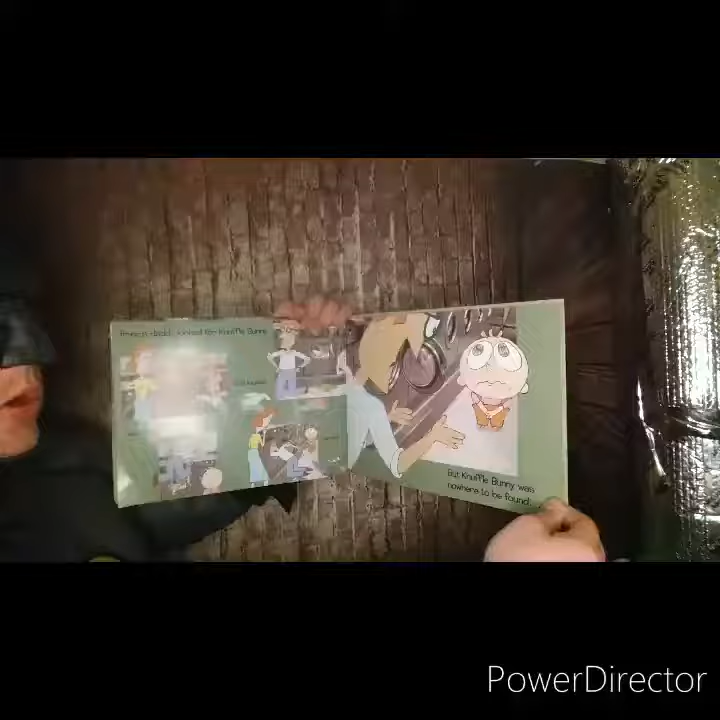 Trixie's daddy looked for Knuffle Bunny
But Knuffle Bunny was
nowhere to be found. . . .
PowerDirector